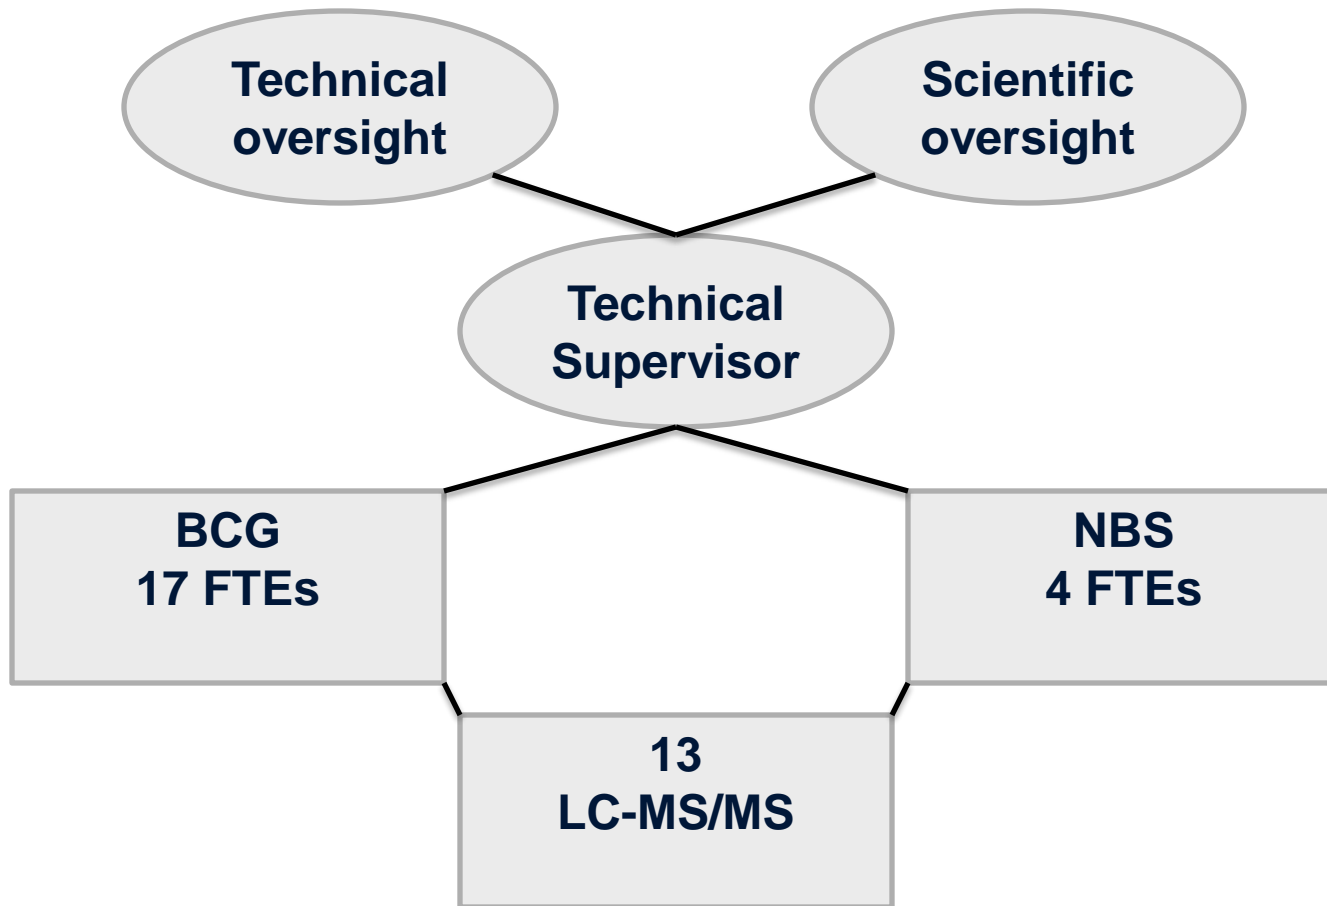 Technical
oversight
Scientific
oversight
Technical
Supervisor
BCG
17 FTEs
NBS
4 FTEs
13
LC-MS/MS